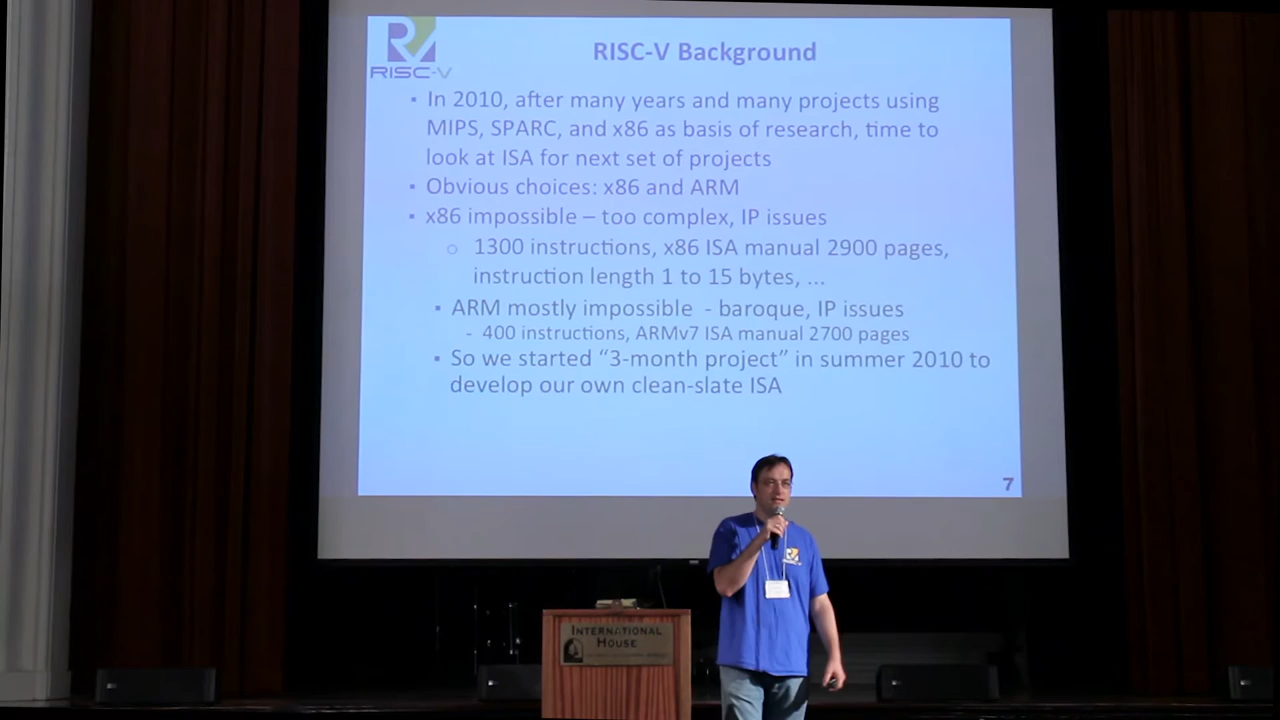 RISC-V
RISC-V Background
▪ In 2010, after many years and many projects using
MIPS, SPARC, and x86 as basis of research, time to
look at ISA for next set of projects
▪ Obvious choices: x86 and ARM
▪ x86 impossible – too complex, IP issues
○ 1300 instructions, x86 ISA manual 2900 pages,
instruction length 1 to 15 bytes, ...
▪ ARM mostly impossible - baroque, IP issues
- 400 instructions, ARMv7 ISA manual 2700 pages
▪ So we started “3-month project” in summer 2010 to
develop our own clean-slate ISA
7
INTERNATIONAL
HOUSE